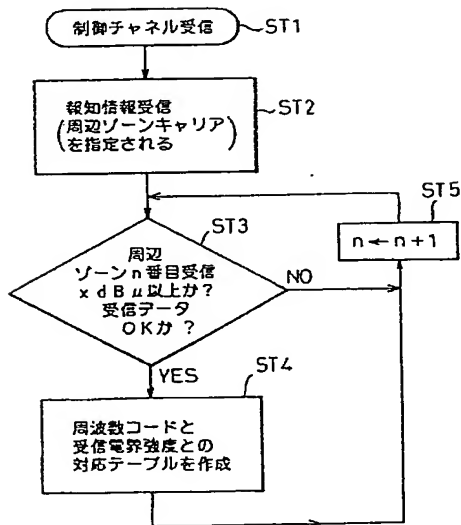 制御チャネル受信
ST1
報知情報受信
(周辺ゾーンキャリア
を指定される)
ST2
ST5
n←n+1
ST3
周辺
ゾーンn番目受信
xdBμ以上か?
受信データ
OKか?
NO
YES
ST4
周波数コードと
受信電界強度との
対応テーブルを作成